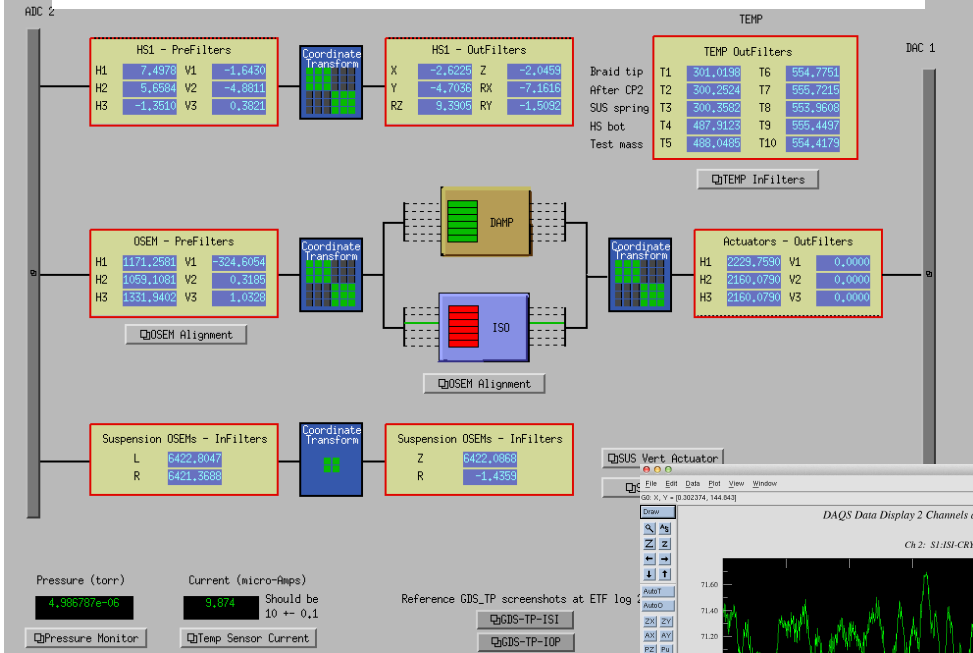 ADC 2
TEMP
DAC 1
HS1 - PreFilters
H1 7.4978 V1 -1.6430
H2 5.6584 V2 -4.8811
H3 -1.3510 V3 0.3821
Coordinate
Transform
HS1 - OutFilters
X -2.6225 Z -2.0459
Y -4.7036 RX -7.1616
RZ 9.3905 RY -1.5092
TEMP OutFilters
Braid tip T1 301.0198 T6 554.7751
After CP2 T2 300.2524 T7 555.7215
SUS spring T3 300.3582 T8 553.9608
HS bot T4 487.9123 T9 555.4497
Test mass T5 488.0485 T10 554.4179
TEMP InFilters
DAMP
OSEM - PreFilters
H1 1171.2581 V1 -324.6054
H2 1059.1081 V2 0.3185
H3 1331.9402 V3 1.0328
Coordinate
Transform
Coordinate
Transform
Actuators - OutFilters
H1 2229.7590 V1 0.0000
H2 2160.0790 V2 0.0000
H3 2160.0790 V3 0.0000
OSEM Alignment
ISO
OSEM Alignment
Suspension OSEMs - InFilters
L 6422.8047
R 6421.3688
Coordinate
Transform
Suspension OSEMs - InFilters
Z 6422.0868
R -1.4359
SUS Vert Actuator
File Edit Data Plot View Window
G0: X, Y = [0.302374, 144.843]
Draw
DAQS Data Display 2 Channels
Ch 2: S1:ISI-CRY
Z z
AutoT
AutoO
ZX ZY
AX AY
PZ Pu
71.60
71.40
71.20
Pressure (torr)
4.986787e-06
Pressure Monitor
Current (micro-Amps)
9.874
Should be
10 +- 0.1
Temp Sensor Current
Reference GDS_TP screenshots at ETF log 2
GDS-TP-ISI
GDS-TP-IOP